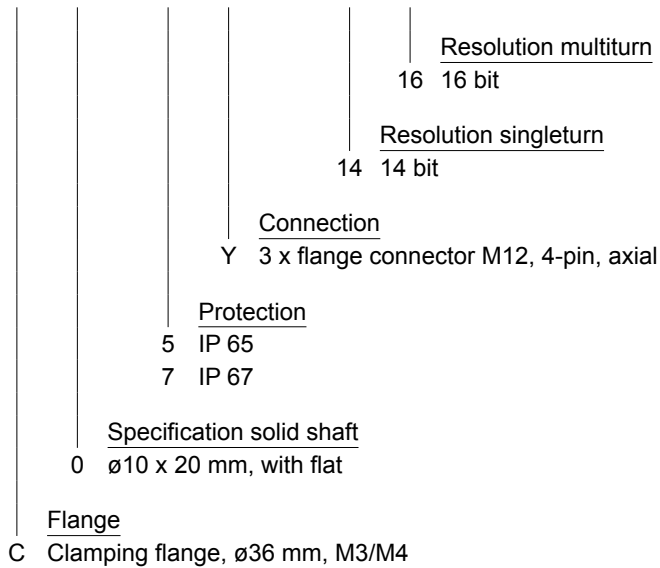 Resolution multiturn
16 16 bit
Resolution singleturn
14 14 bit
Connection
Y 3 x flange connector M12, 4-pin, axial
Protection
5 IP 65
7 IP 67
Specification solid shaft
0 ø10 x 20 mm, with flat
Flange
C Clamping flange, ø36 mm, M3/M4